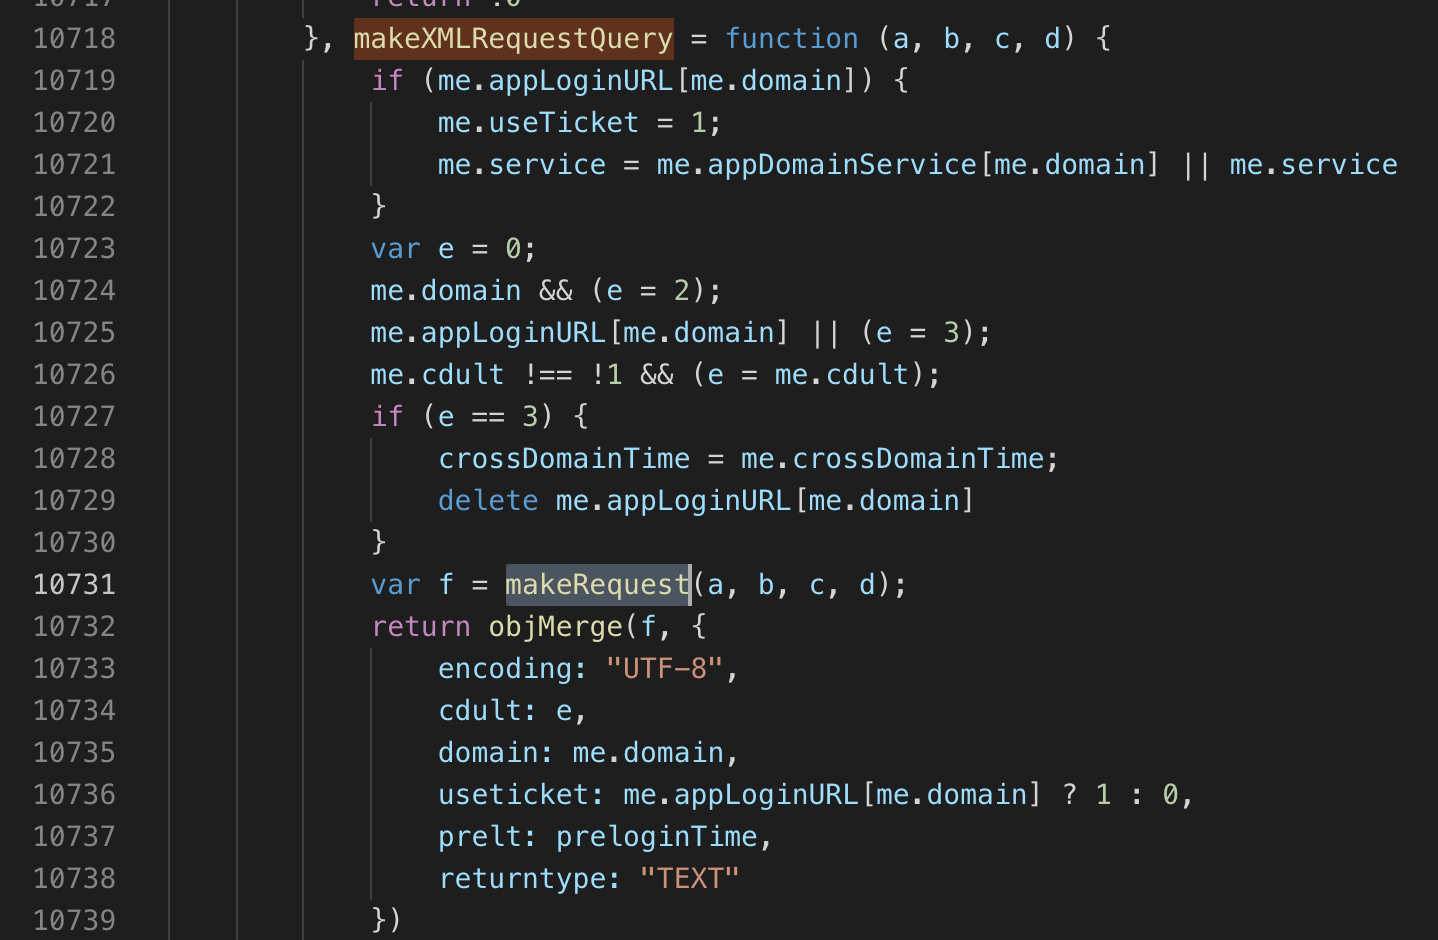 10717 return !0
10718 }, makeXMLRequestQuery = function (a, b, c, d) {
10719 if (me.appLoginURL[me.domain]) {
10720 me.useTicket = 1;
10721 me.service = me.appDomainService[me.domain] || me.service
10722 }
10723 var e = 0;
10724 me.domain && (e = 2);
10725 me.appLoginURL[me.domain] || (e = 3);
10726 me.cdult !== !1 && (e = me.cdult);
10727 if (e == 3) {
10728 crossDomainTime = me.crossDomainTime;
10729 delete me.appLoginURL[me.domain]
10730 }
10731 var f = makeRequest(a, b, c, d);
10732 return objMerge(f, {
10733 encoding: "UTF-8",
10734 cdult: e,
10735 domain: me.domain,
10736 useticket: me.appLoginURL[me.domain] ? 1 : 0,
10737 prelt: preloginTime,
10738 returntype: "TEXT"
10739 })